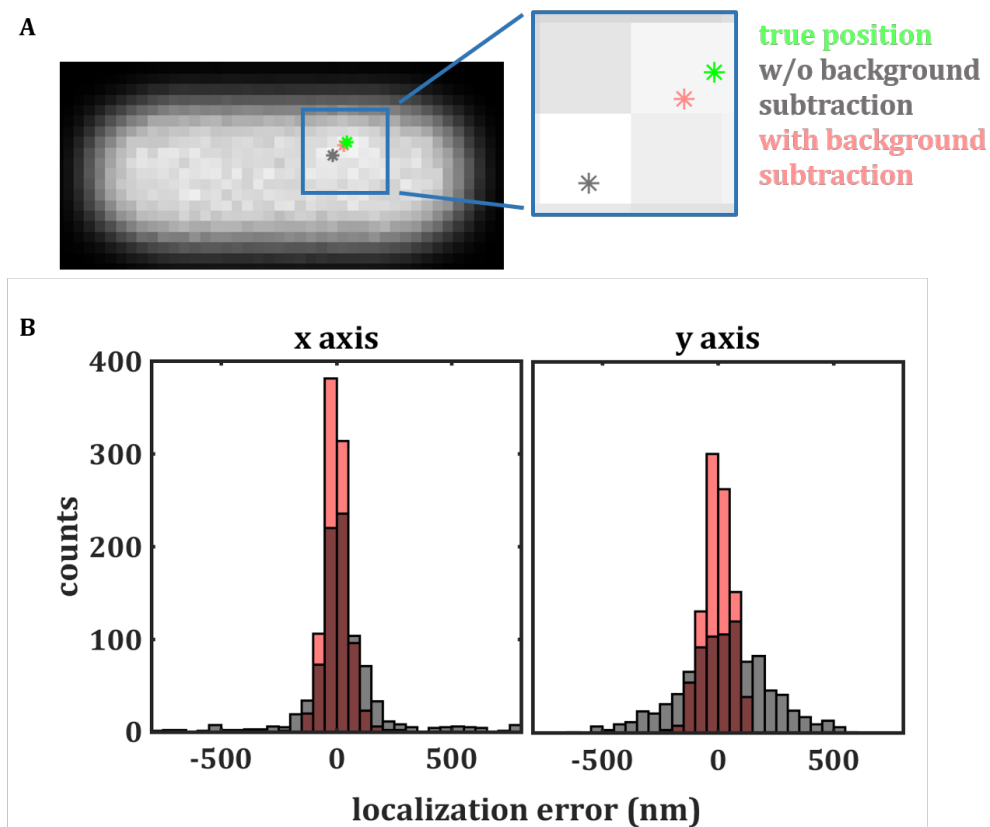 A
true position
w/o background
subtraction
with background
subtraction
B
x axis
y axis
400
300
200
100
0
counts
-500 0 500
-500 0 500
localization error (nm)